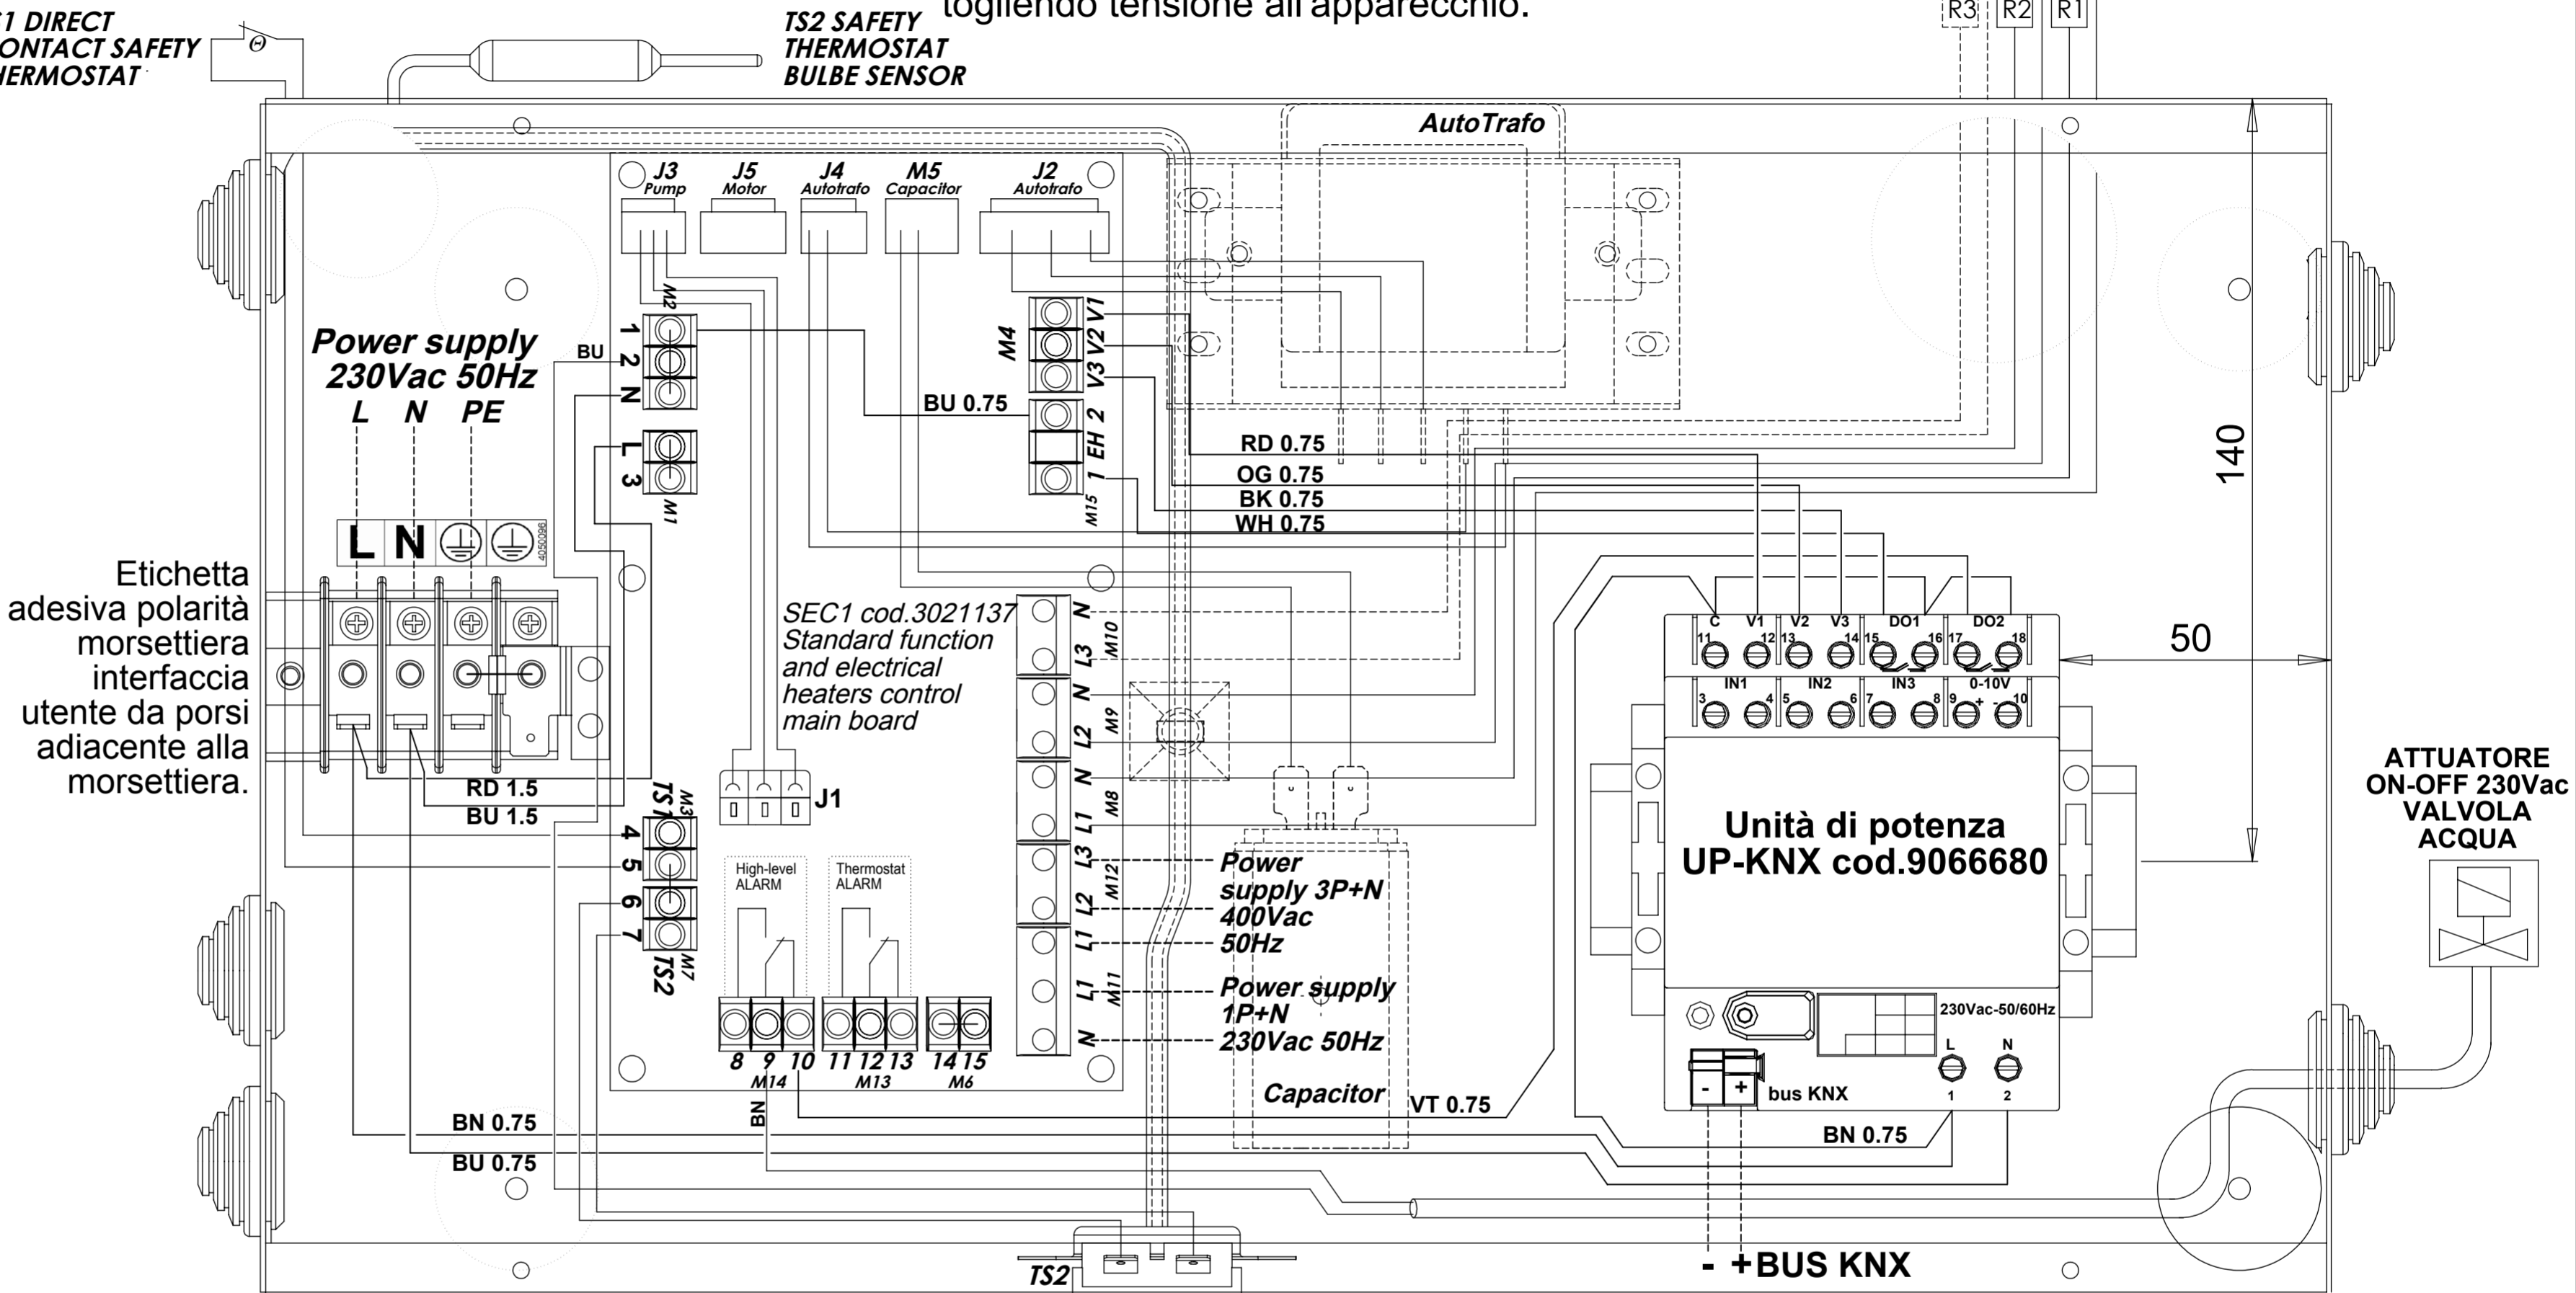 1 DIRECT
ONTACT SAFETY
HERMOSTAT
TS2 SAFETY
THERMOSTAT
BULBE SENSOR
togliendo tensione all'apparecchio.
R3 R2 R1
AutoTrafo
J3
Pump
J5
Motor
J4
Autotrafo
M5
Capacitor
J2
Autotrafo
Power supply
230Vac 50Hz
L N PE
BU
M2
1
2
N
L
3
M1
M4
V1
V2
V3
2
EH
1
M15
BU 0.75
RD 0.75
OG 0.75
BK 0.75
WH 0.75
140
50
L N
4050096
Etichetta
adesiva polarità
morsettiera
interfaccia
utente da porsi
adiacente alla
morsettiera.
RD 1.5
BU 1.5
SEC1 cod.3021137
Standard function
and electrical
heaters control
main board
J1
TS1
M3
4
5
6
7
TS2
M7
N
L3
M10
N
L2
M9
N
L1
M8
L3
L2
M12
L1
L1
M11
N
High-level
ALARM
Thermostat
ALARM
8 9 10 11 12 13 14 15
M14 M13 M6
Power
supply 3P+N
400Vac
50Hz
Power supply
1P+N
230Vac 50Hz
Capacitor
C V1 V2 V3 DO1 DO2
11 12 13 14 15 16 17 18
IN1 IN2 IN3 0-10V
3 4 5 6 7 8 9 + - 10
Unità di potenza
UP-KNX cod.9066680
230Vac-50/60Hz
L N
- + bus KNX
1 2
ATTUATORE
ON-OFF 230Vac
VALVOLA
ACQUA
BN
VT 0.75
BN 0.75
BN 0.75
BU 0.75
TS2
- +BUS KNX